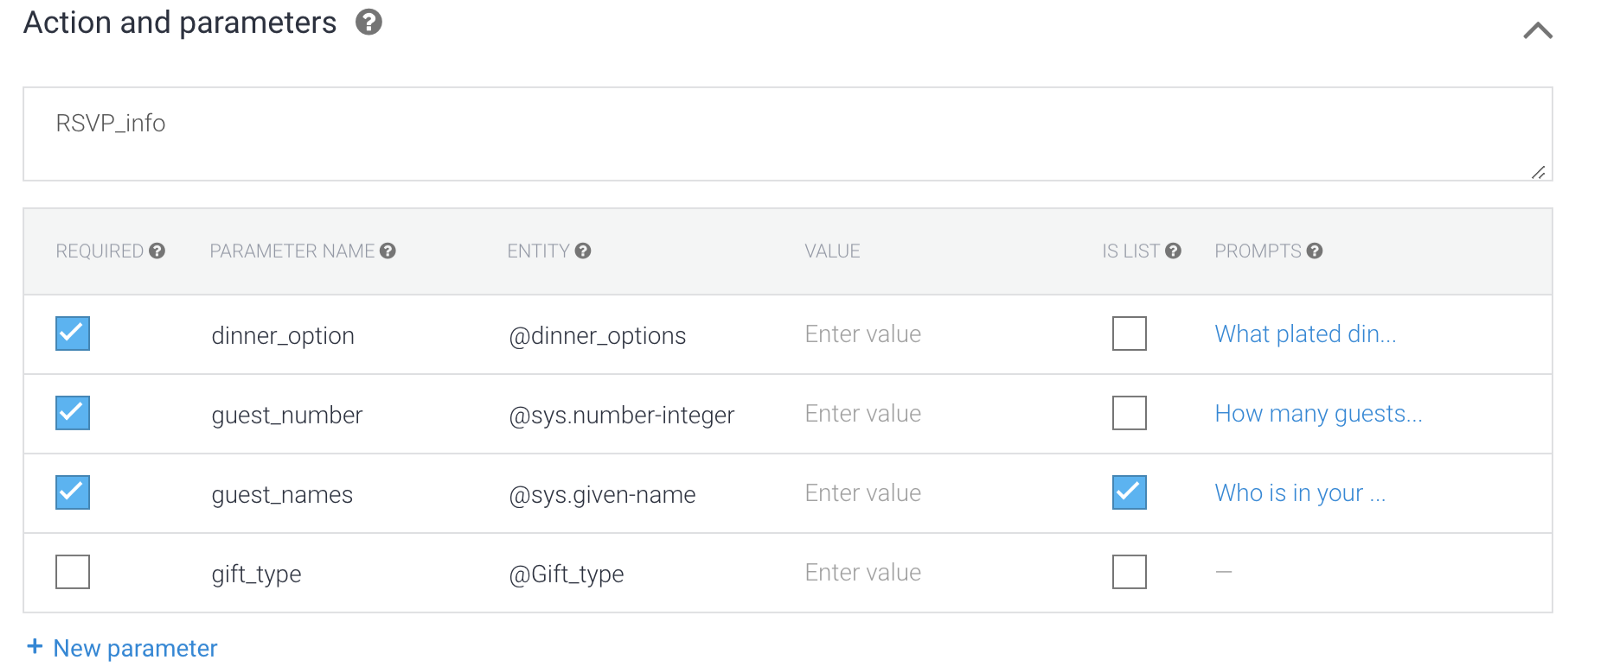 Action and parameters ?
RSVP_info
REQUIRED ? PARAMETER NAME ? ENTITY ? VALUE IS LIST ? PROMPTS ?
dinner_option @dinner_options Enter value What plated din...
guest_number @sys.number-integer Enter value How many guests...
guest_names @sys.given-name Enter value Who is in your ...
gift_type @Gift_type Enter value —
+ New parameter